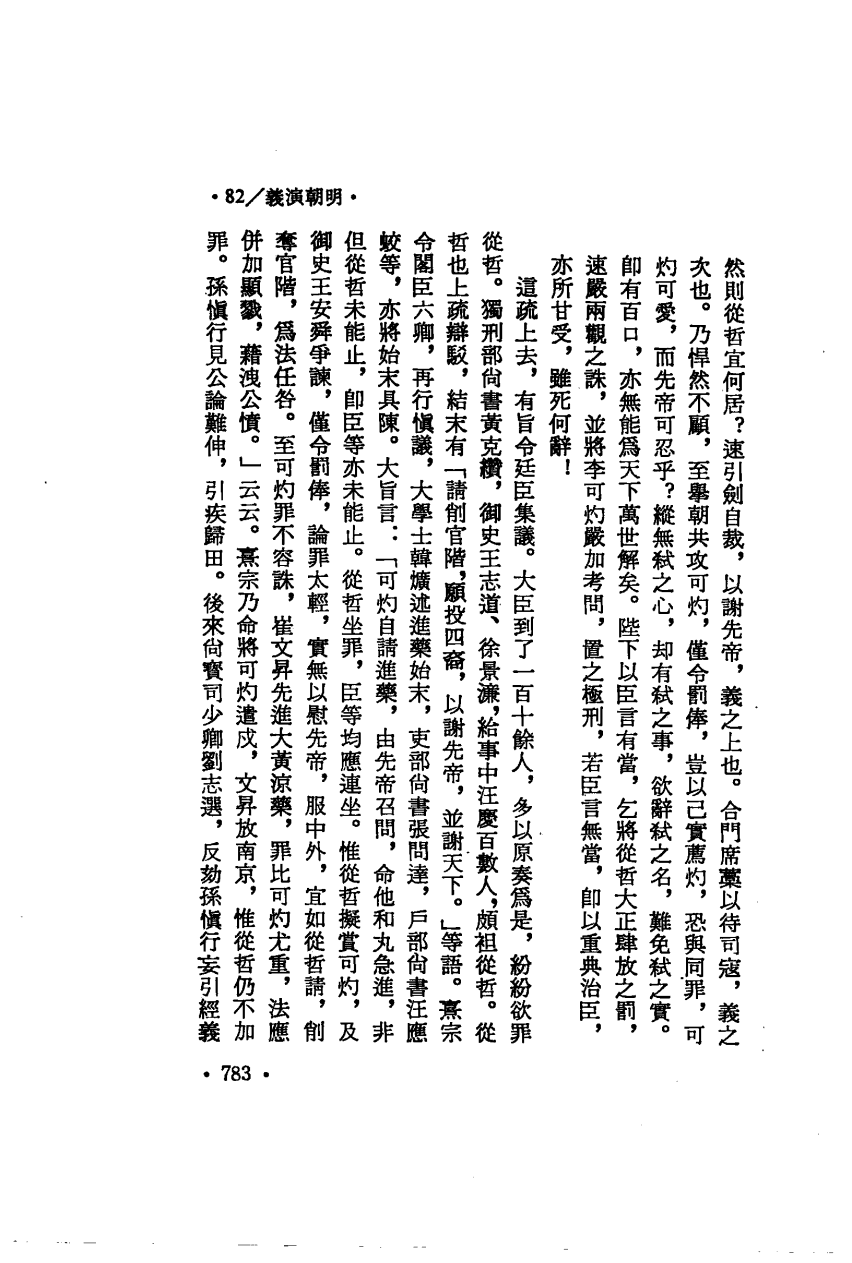 •82/義演朝明•
然則從哲宜何居？速引劍自裁，以謝先帝，義之上也。合門席藁以待司寇，義之
次也。乃悍然不顧，至舉朝共攻可灼，僅令罰俸，豈以己實薦灼，恐與同罪，可
灼可愛，而先帝可忍乎？縱無弒之心，却有弒之事，欲辭弒之名，難免弒之實。
卽有百口，亦無能爲天下萬世解矣。陛下以臣言有當，乞將從哲大正肆放之罰，
速嚴兩觀之誅，並將李可灼嚴加考問，置之極刑，若臣言無當，卽以重典治臣，
亦所甘受，雖死何辭！
這疏上去，有旨令廷臣集議。大臣到了一百十餘人，多以原奏爲是，紛紛欲罪
從哲。獨刑部尙書黃克纘，御史王志道、徐景濂，給事中汪慶百數人，頗袒從哲。從
哲也上疏辯駁，結末有「請削官階，願投四裔，以謝先帝，並謝天下。」等語。熹宗
令閣臣六卿，再行愼議，大學士韓爌述進藥始末，吏部尙書張問達，戶部尙書汪應
蛟等，亦將始末具陳。大旨言：「可灼自請進藥，由先帝召問，命他和丸急進，非
但從哲未能止，卽臣等亦未能止。從哲坐罪，臣等均應連坐。惟從哲擬賞可灼，及
御史王安舜爭諫，僅令罰俸，論罪太輕，實無以慰先帝，服中外，宜如從哲請，削
奪官階，爲法任咎。至可灼罪不容誅，崔文昇先進大黃涼藥，罪比可灼尤重，法應
併加顯戮，藉洩公憤。」云云。熹宗乃命將可灼遣戍，文昇放南京，惟從哲仍不加
罪。孫愼行見公論難伸，引疾歸田。後來尙寶司少卿劉志選，反劾孫愼行妄引經義
•783•